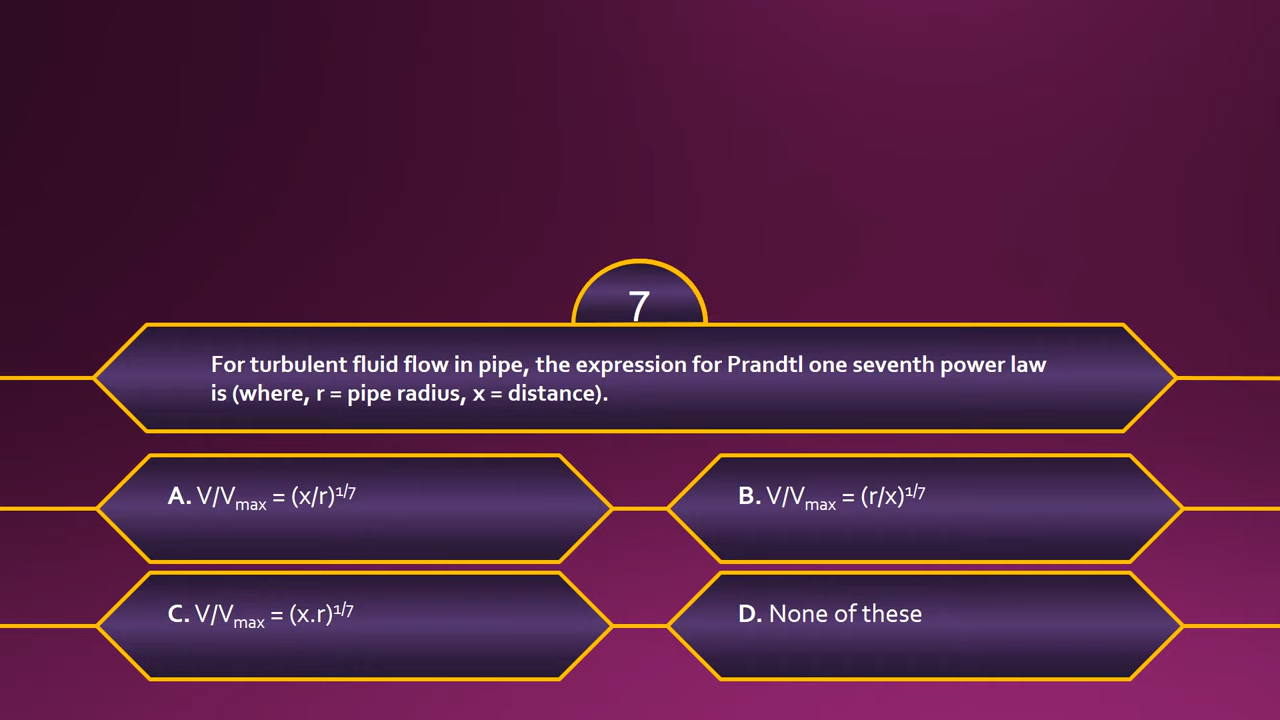 7
For turbulent fluid flow in pipe, the expression for Prandtl one seventh power law
is (where, r = pipe radius, x = distance).
A. V/Vmax = (x/r)1/7
B. V/Vmax = (r/x)1/7
C. V/Vmax = (x.r)1/7
D. None of these